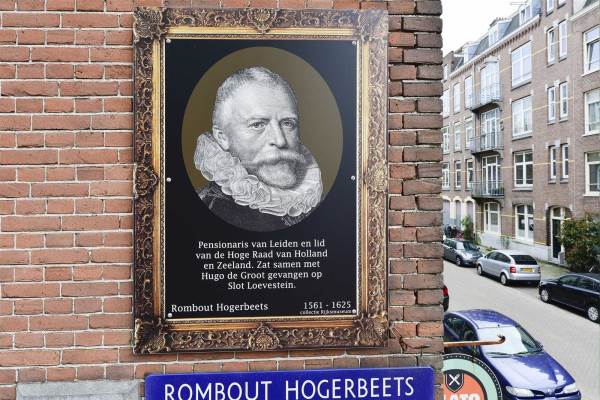 Pensionaris van Leiden en lid
van de Hoge Raad van Holland
en Zeeland. Zat samen met
Hugo de Groot gevangen op
Slot Loevestein.
Rombout Hogerbeets 1561 - 1625
collectie Rijksmuseum
ROMBOUT HOGERBEETS